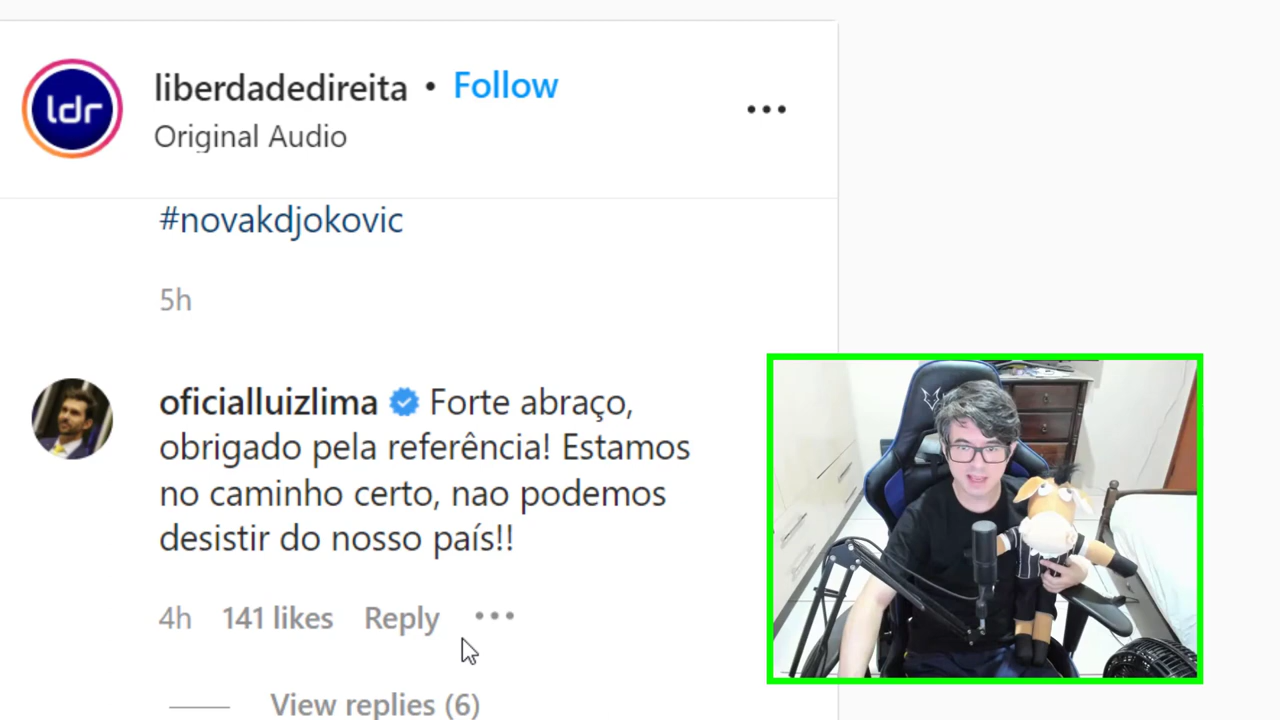 ldr
liberdadedireita • Follow
Original Audio
#novakdjokovic
5h
oficialluizlima Forte abraço,
obrigado pela referência! Estamos
no caminho certo, nao podemos
desistir do nosso país!!
4h 141 likes Reply
View replies (6)